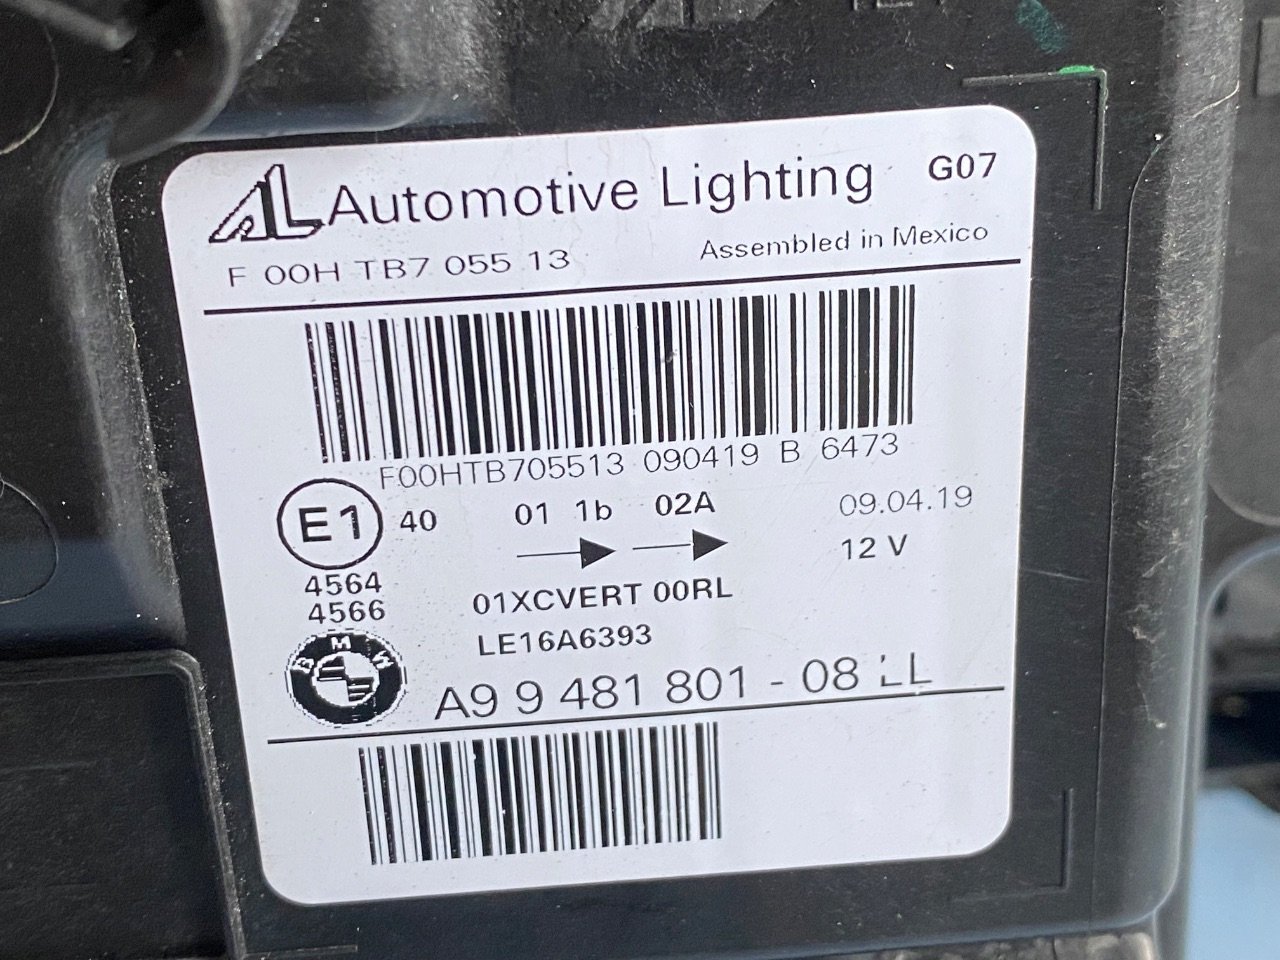 AL Automotive Lighting G07
F 00H TB7 055 13 Assembled in Mexico
F00HTB705513 090419 B 6473
E1 40 01 1b 02A 09.04.19
12 V
4564
4566
01XCVERT 00RL
LE16A6393
BMW
A9 9 481 801 - 08